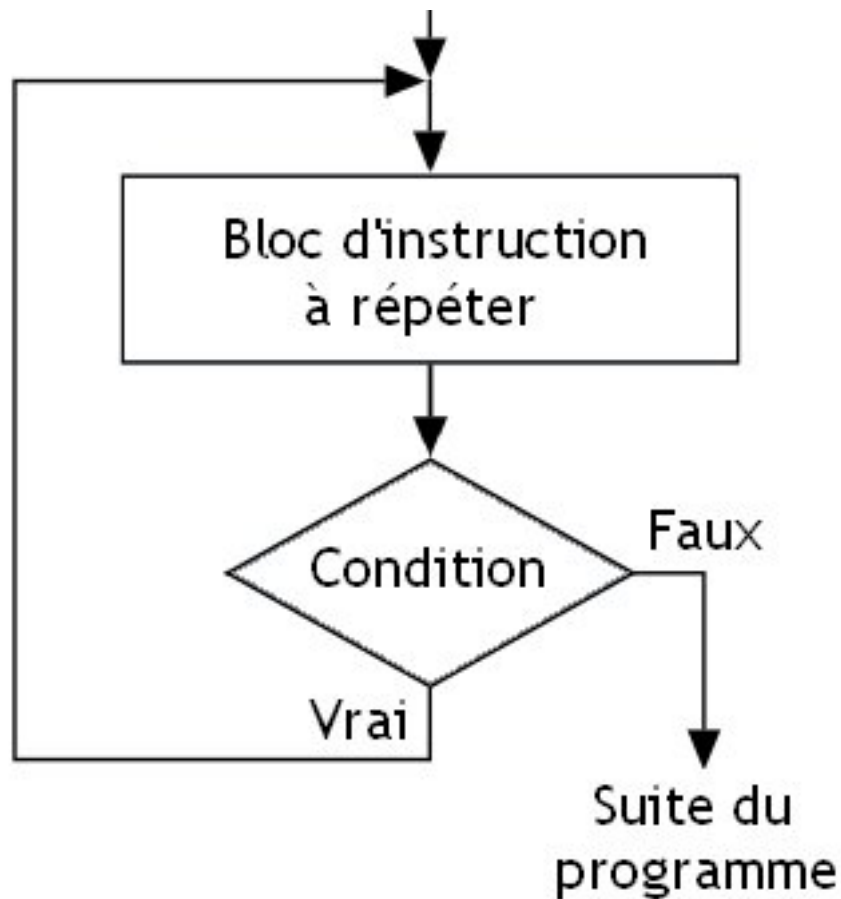 Bloc d'instruction
à répéter
Condition
Faux
Vrai
Suite du
programme